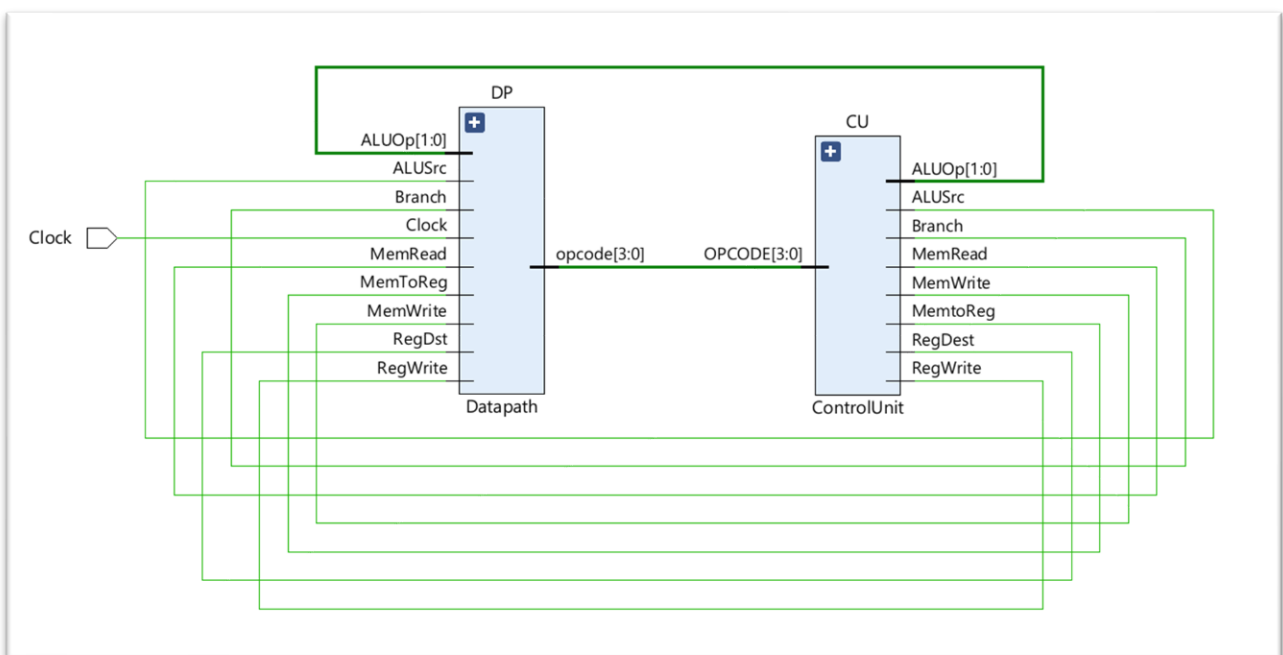 DP
CU
ALUOp[1:0]
ALUOp[1:0]
ALUSrc
ALUSrc
Branch
Branch
Clock
Clock
MemRead
opcode[3:0]
OPCODE[3:0]
MemRead
MemToReg
MemWrite
MemWrite
MemtoReg
RegDst
RegDest
RegWrite
RegWrite
Datapath
ControlUnit